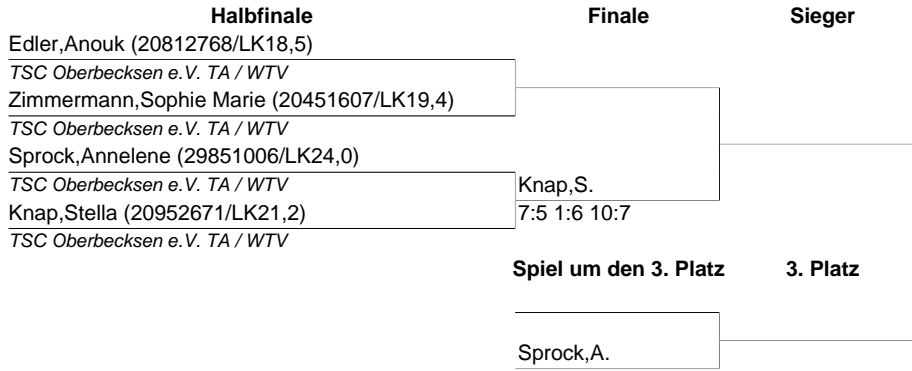 Halbfinale Finale Sieger
Edler,Anouk (20812768/LK18,5)
TSC Oberbecksen e.V. TA / WTV
Zimmermann,Sophie Marie (20451607/LK19,4)
TSC Oberbecksen e.V. TA / WTV
Sprock,Annelene (29851006/LK24,0)
TSC Oberbecksen e.V. TA / WTV Knap,S.
Knap,Stella (20952671/LK21,2) 7:5 1:6 10:7
TSC Oberbecksen e.V. TA / WTV
Spiel um den 3. Platz 3. Platz
Sprock,A.